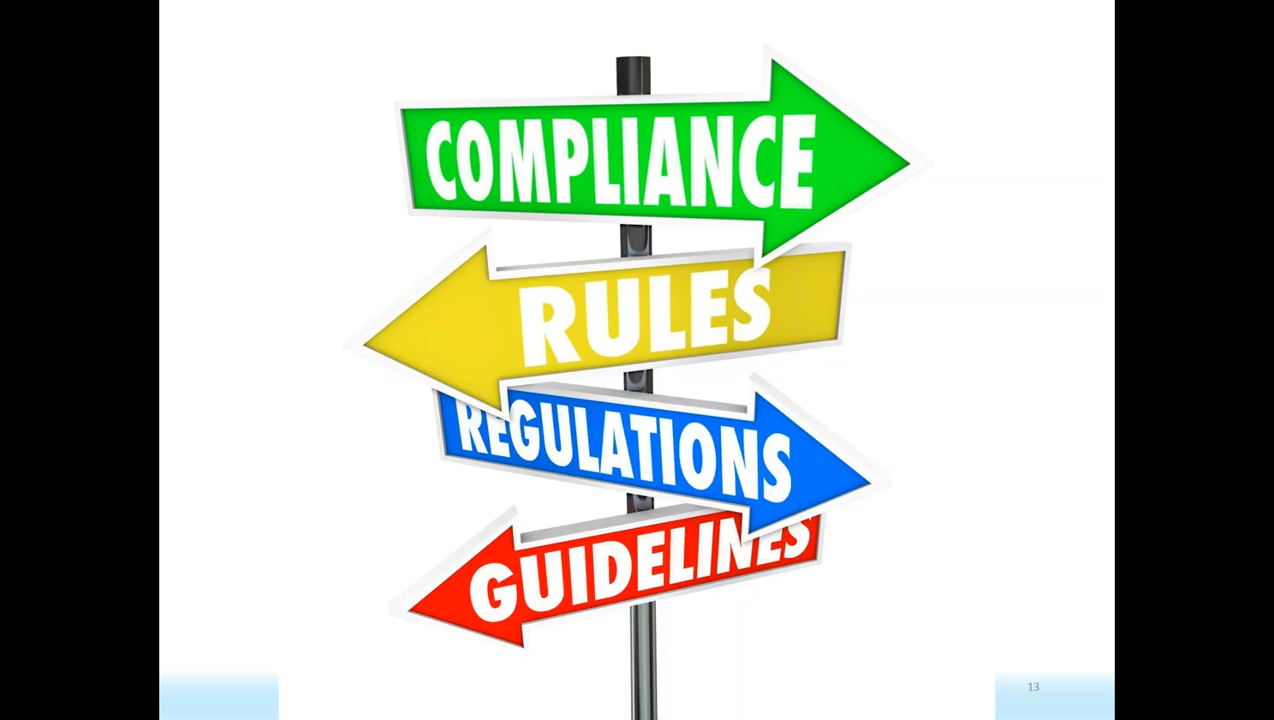 COMPLIANCE
RULES
REGULATIONS
GUIDELINES
13